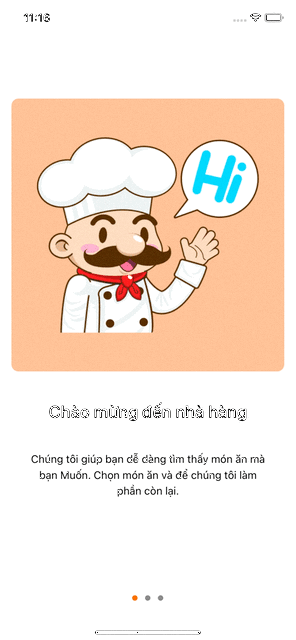 11:16
Hi
Chào mừng đến nhà hàng
Chúng tôi giúp bạn dễ dàng tìm thấy món ăn mà
bạn Muốn. Chọn món ăn và để chúng tôi làm
phần còn lại.